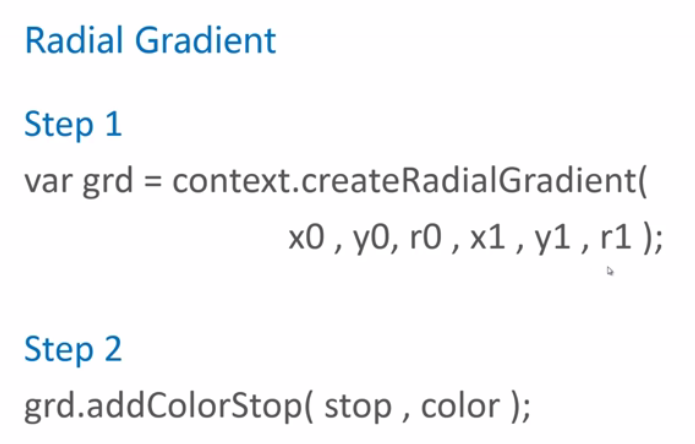 Radial Gradient
Step 1
var grd = context.createRadialGradient(
x0 , y0, r0 , x1 , y1 , r1 );
Step 2
grd.addColorStop( stop , color );